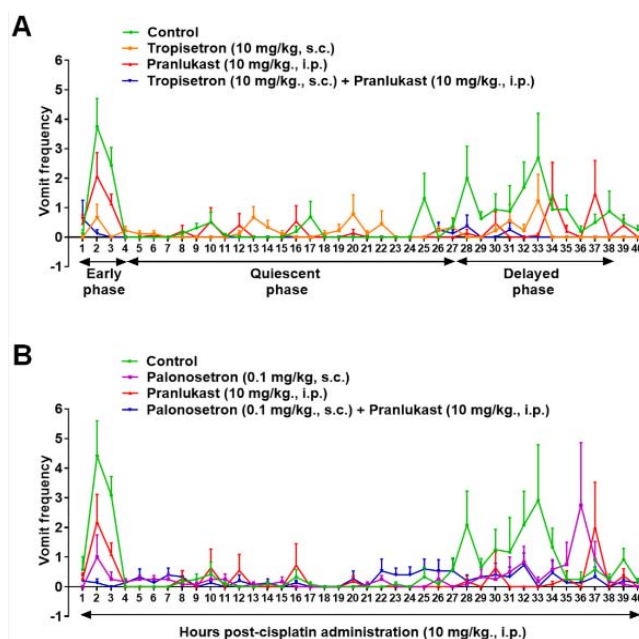 A
Control
Tropisetron (10 mg/kg, s.c.)
Pranlukast (10 mg/kg., i.p.)
Tropisetron (10 mg/kg., s.c.) + Pranlukast (10 mg/kg., i.p.)
Vomit frequency
6
5
4
3
2
1
0
-1
1 2 3 4 5 6 7 8 9 10 11 12 13 14 15 16 17 18 19 20 21 22 23 24 25 26 27 28 29 30 31 32 33 34 35 36 37 38 39 40
Early phase
Quiescent phase
Delayed phase
B
Control
Palonosetron (0.1 mg/kg, s.c.)
Pranlukast (10 mg/kg., i.p.)
Palonosetron (0.1 mg/kg., s.c.) + Pranlukast (10 mg/kg., i.p.)
Vomit frequency
6
5
4
3
2
1
0
-1
1 2 3 4 5 6 7 8 9 10 11 12 13 14 15 16 17 18 19 20 21 22 23 24 25 26 27 28 29 30 31 32 33 34 35 36 37 38 39 40
Hours post-cisplatin administration (10 mg/kg., i.p.)